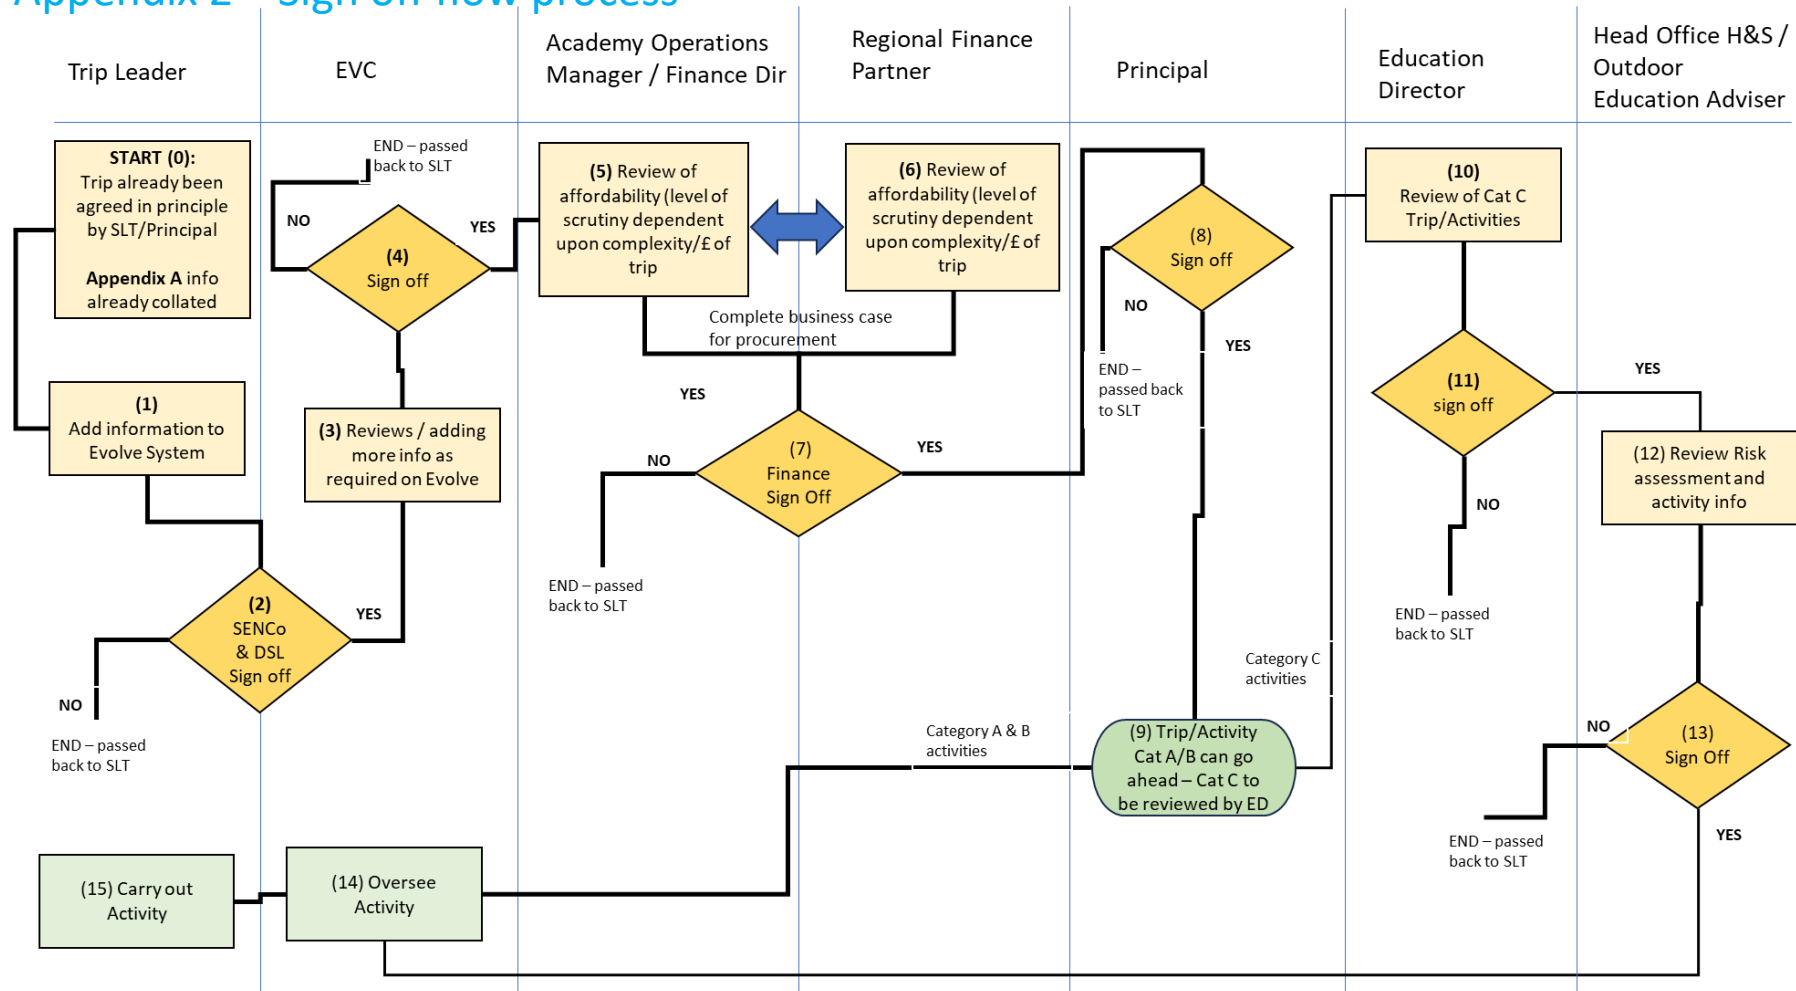 Appendix 2 – Sign off flow process
Trip Leader
EVC
Academy Operations
Manager / Finance Dir
Regional Finance
Partner
Principal
Education
Director
Head Office H&S /
Outdoor
Education Adviser
START (0):
Trip already been
agreed in principle
by SLT/Principal
Appendix A info
already collated
(1)
Add information to
Evolve System
(2)
SENCo
& DSL
Sign off
NO
END – passed
back to SLT
YES
(3) Reviews / adding
more info as
required on Evolve
(4)
Sign off
NO
END – passed
back to SLT
YES
(5) Review of
affordability (level of
scrutiny dependent
upon complexity/£ of
trip
(6) Review of
affordability (level of
scrutiny dependent
upon complexity/£ of
trip
Complete business case
for procurement
YES
(7)
Finance
Sign Off
NO
END – passed
back to SLT
YES
(8)
Sign off
NO
END –
passed back
to SLT
YES
(9) Trip/Activity
Cat A/B can go
ahead – Cat C to
be reviewed by ED
Category A & B
activities
Category C
activities
(10)
Review of Cat C
Trip/Activities
(11)
sign off
NO
END – passed
back to SLT
YES
(12) Review Risk
assessment and
activity info
(13)
Sign Off
NO
END – passed
back to SLT
YES
(14) Oversee
Activity
(15) Carry out
Activity